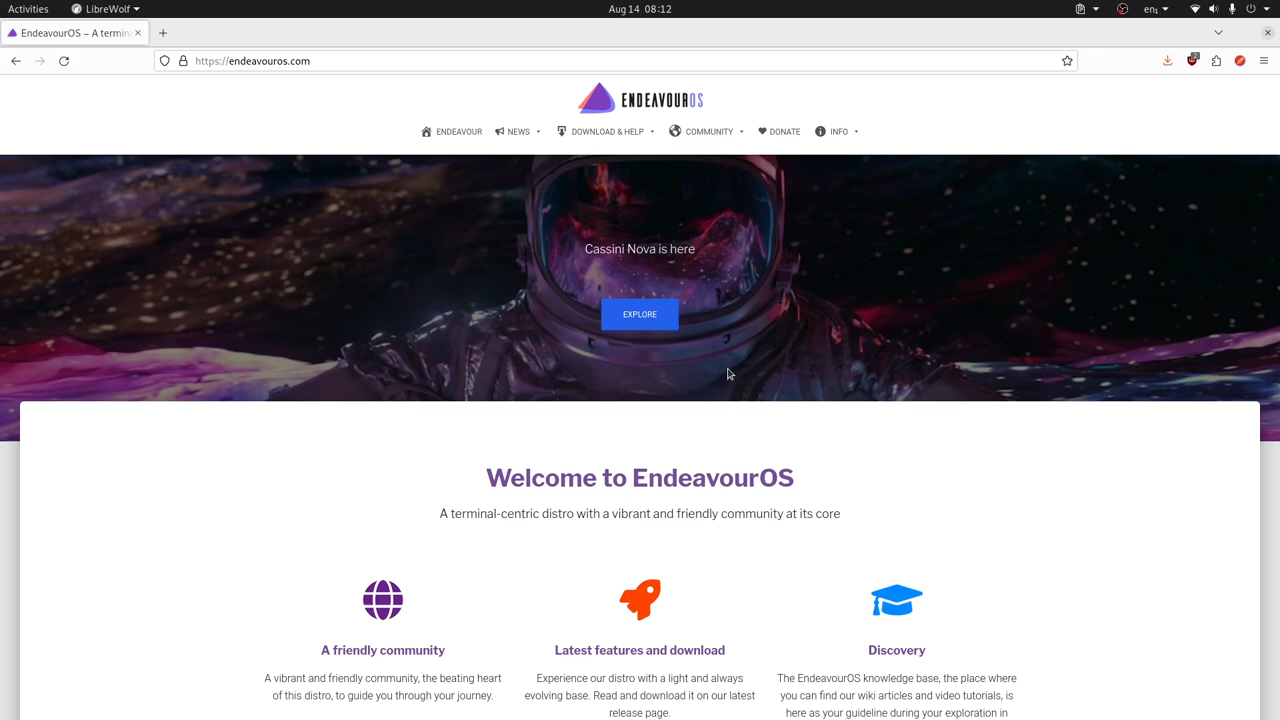 Activities
LibreWolf
Aug 14 08:12
en₁
EndeavourOS – A termin
https://endeavouros.com
2
ENDEAVOUROS
ENDEAVOUR
NEWS
DOWNLOAD & HELP
COMMUNITY
DONATE
INFO
Cassini Nova is here
EXPLORE
Welcome to EndeavourOS
A terminal-centric distro with a vibrant and friendly community at its core
A friendly community
A vibrant and friendly community, the beating heart
of this distro, to guide you through your journey.
Latest features and download
Experience our distro with a light and always
evolving base. Read and download it on our latest
release page.
Discovery
The EndeavourOS knowledge base, the place where
you can find our wiki articles and video tutorials, is
here as your guideline during your exploration in